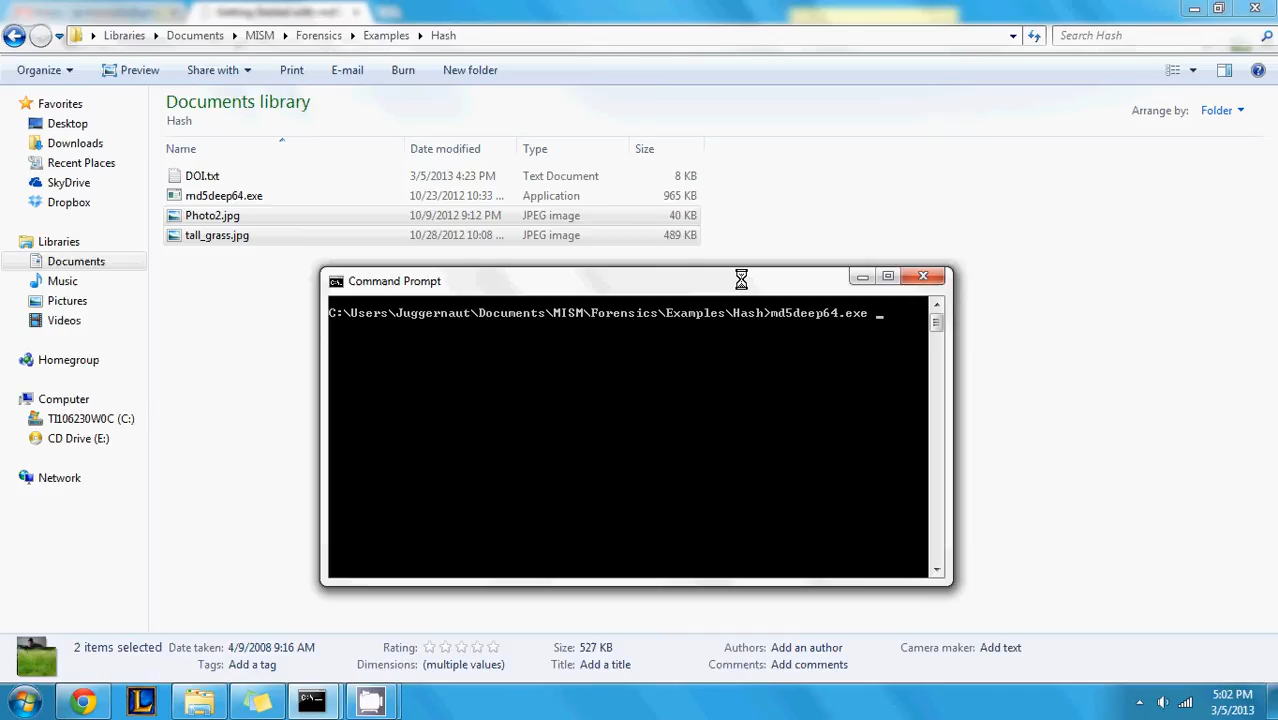 Libraries Documents MISM Forensics Examples Hash
Search Hash
Organize Preview Share with Print E-mail Burn New folder
Favorites
Desktop
Downloads
Recent Places
SkyDrive
Dropbox
Libraries
Documents
Music
Pictures
Videos
Homegroup
Computer
TI106230W0C (C:)
CD Drive (E:)
Network
Documents library
Hash
Arrange by: Folder
Name Date modified Type Size
DOI.txt 3/5/2013 4:23 PM Text Document 8 KB
md5deep64.exe 10/23/2012 10:33 ... Application 965 KB
Photo2.jpg 10/9/2012 9:12 PM JPEG image 40 KB
tall_grass.jpg 10/28/2012 10:08 ... JPEG image 489 KB
Command Prompt
C:\Users\Juggernaut\Documents\MISM\Forensics\Examples\Hash>md5deep64.exe _
2 items selected Date taken: 4/9/2008 9:16 AM Rating: Size: 527 KB Authors: Add an author Camera maker: Add text
Tags: Add a tag Dimensions: (multiple values) Title: Add a title Comments: Add comments
5:02 PM
3/5/2013